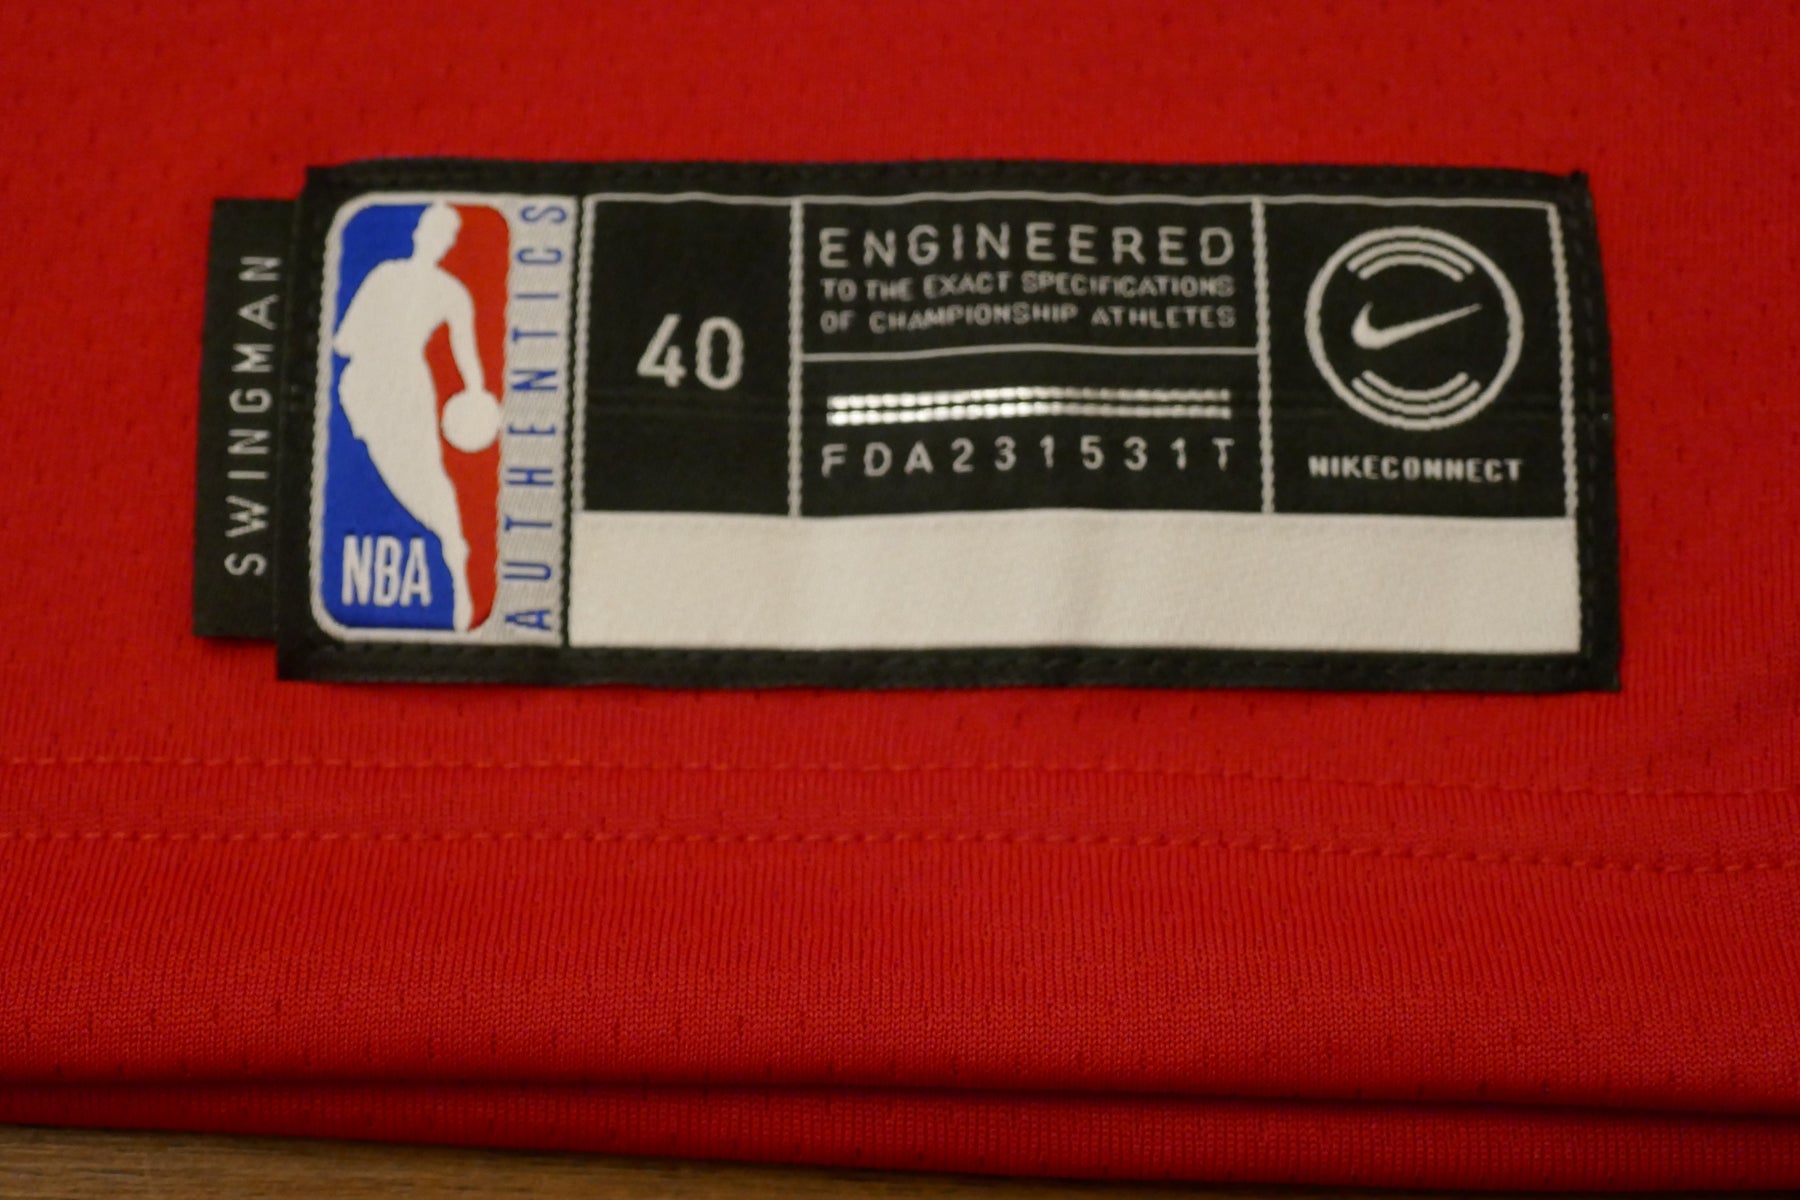 SWINGMAN
NBA
AUTHENTICS
40
ENGINEERED
TO THE EXACT SPECIFICATIONS
OF CHAMPIONSHIP ATHLETES
FDA231531T
NIKECONNECT